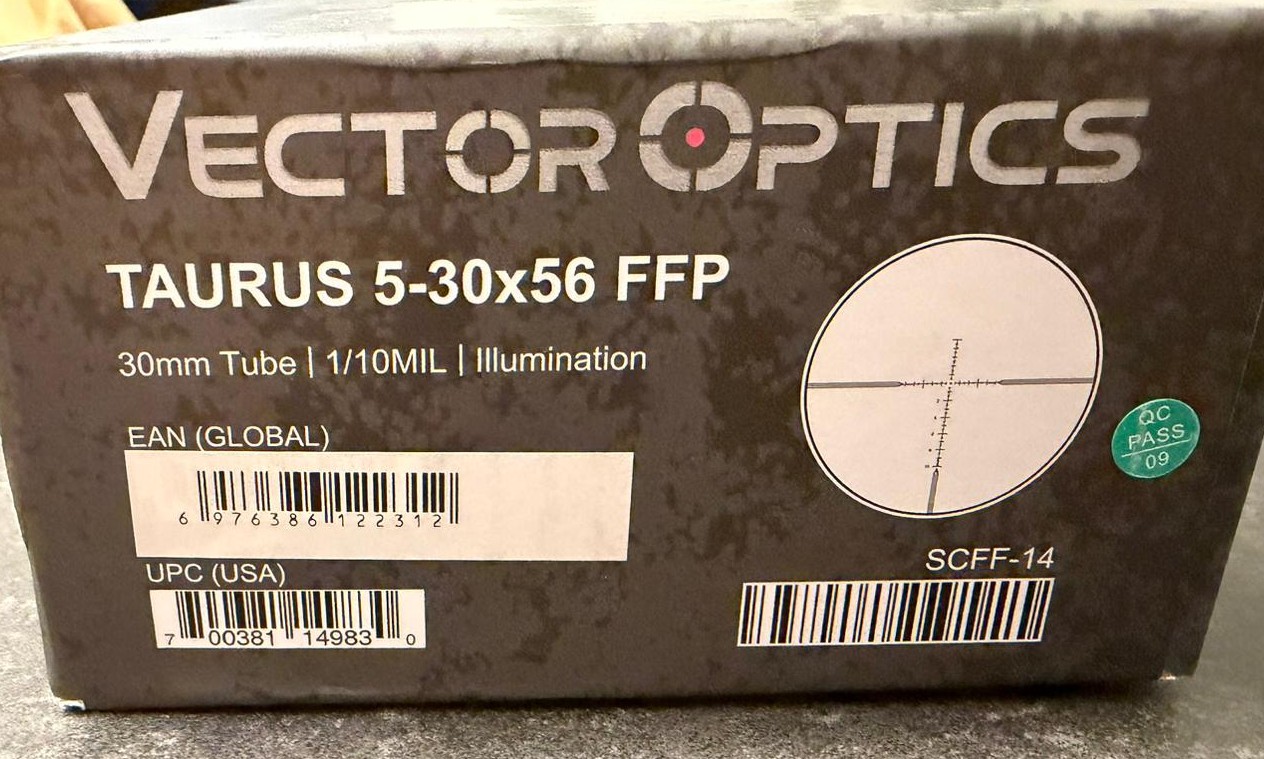 VECTOR OPTICS
TAURUS 5-30x56 FFP
30mm Tube | 1/10MIL | Illumination
EAN (GLOBAL)
6 976386 122312
UPC (USA)
7 00381 14983 0
QC
PASS
09
SCFF-14